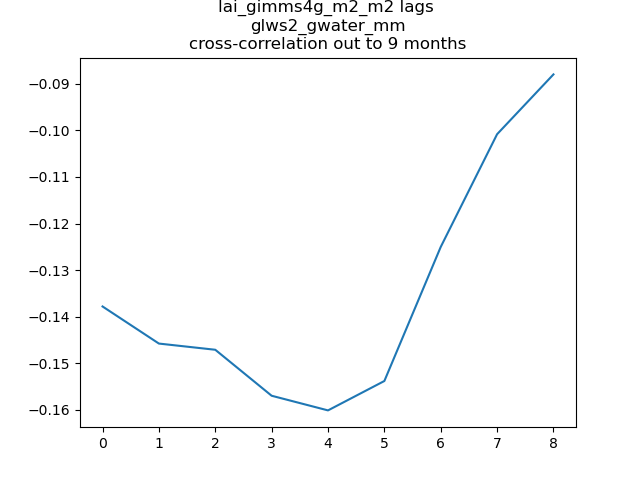 lai_gimms4g_m2_m2 lags
glws2_gwater_mm
cross-correlation out to 9 months
−0.09
−0.10
−0.11
−0.12
−0.13
−0.14
−0.15
−0.16
0 1 2 3 4 5 6 7 8